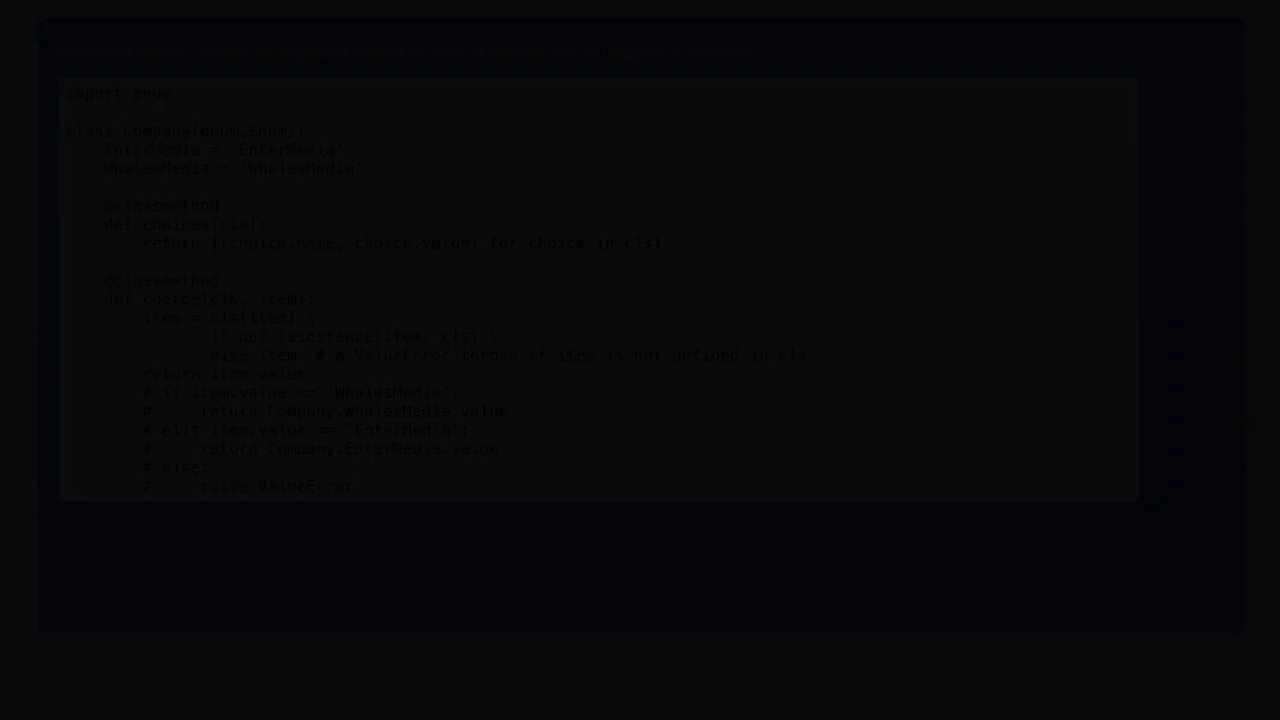 import enum
class Company(enum.Enum):
    EnterMedia = 'EnterMedia'
    WhalesMedia = 'WhalesMedia'
    @classmethod
    def choices(cls):
        return [(choice.name, choice.value) for choice in cls]
    @classmethod
    def coerce(cls, item):
        item = cls(item) \
               if not isinstance(item, cls) \
               else item  # a ValueError thrown if item is not defined in cls.
        return item.value
        # if item.value == 'WhalesMedia':
        #     return Company.WhalesMedia.value
        # elif item.value == 'EnterMedia':
        #     return Company.EnterMedia.value
        # else:
        #     raise ValueError